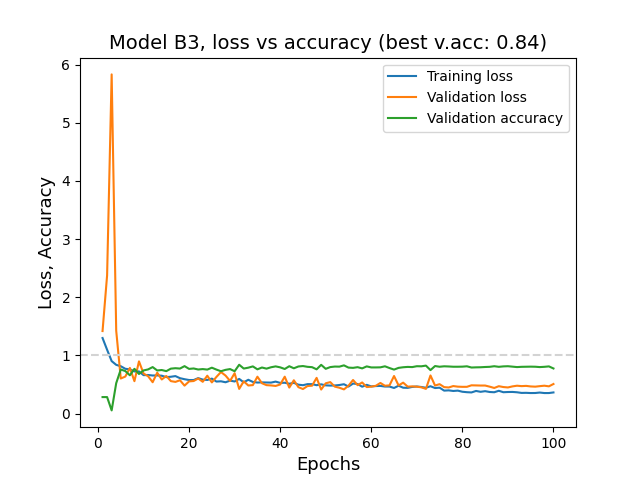 Model B3, loss vs accuracy (best v.acc: 0.84)
Training loss
Validation loss
Validation accuracy
Loss, Accuracy
6
5
4
3
2
1
0
0 20 40 60 80 100
Epochs